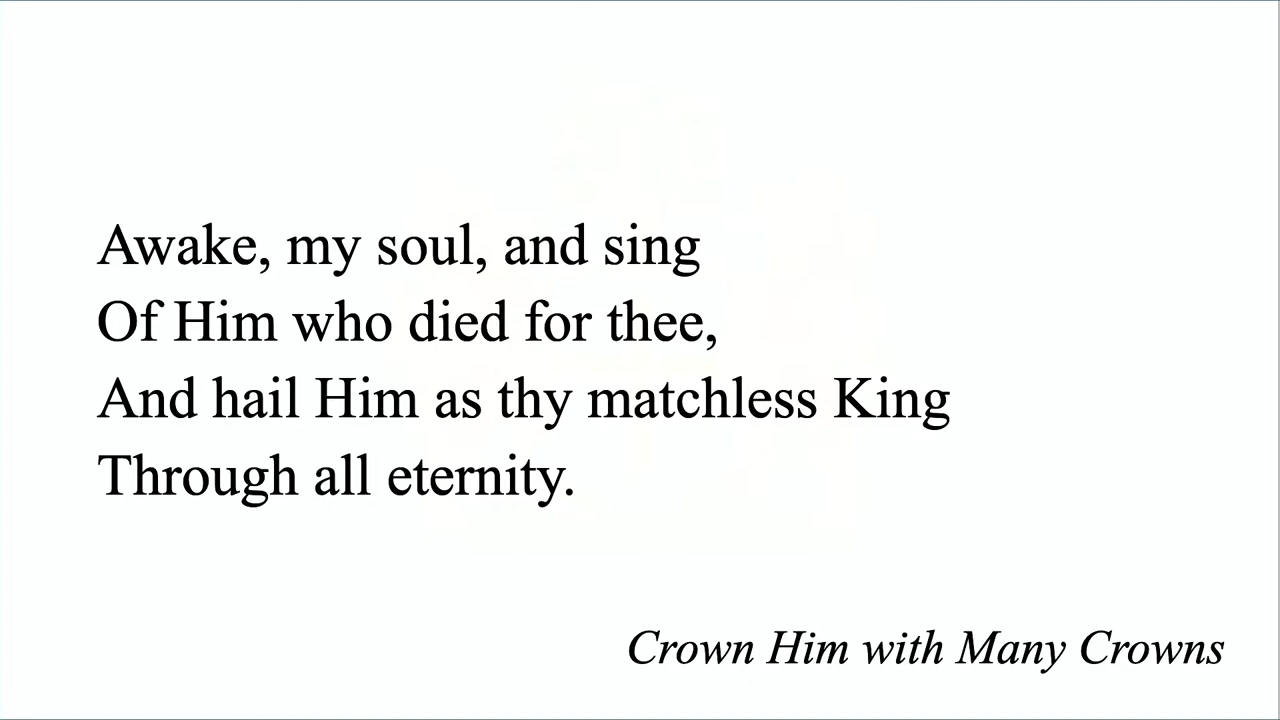 Awake, my soul, and sing
Of Him who died for thee,
And hail Him as thy matchless King
Through all eternity.
Crown Him with Many Crowns